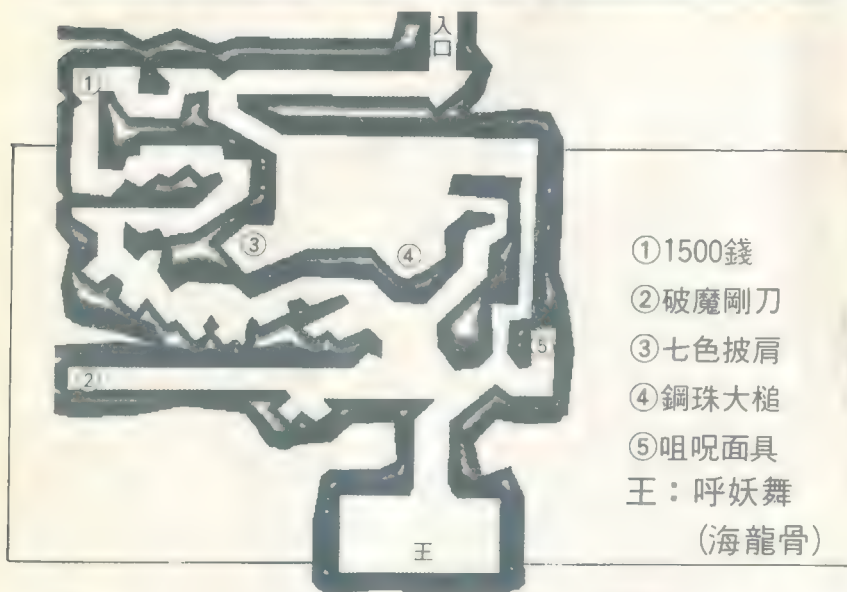 入口
①
③
④
②
⑤
王
①1500錢
②破魔剛刀
③七色披肩
④鋼珠大槌
⑤咀呪面具
王：呼妖舞
(海龍骨)